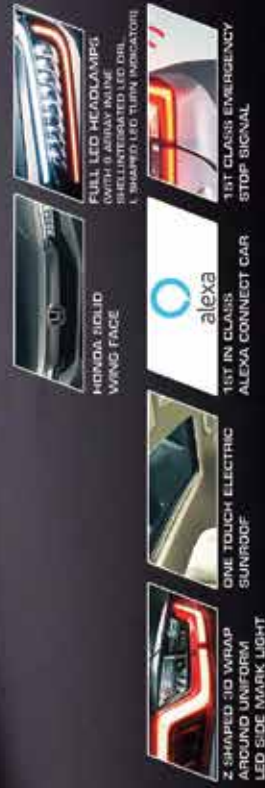 HONDA SOLID
WING FACE
FULL LED HEADLAMPS
(WITH 9 ARRAY INLINE
SHELL/INTEGRATED LED DRL,
L SHAPED LED TURN INDICATOR)
Z SHAPED 3D WRAP
AROUND UNIFORM
LED SIDE MARK LIGHT
ONE TOUCH ELECTRIC
SUNROOF
alexa
1ST IN CLASS
ALEXA CONNECT CAR
1ST CLASS EMERGENCY
STOP SIGNAL